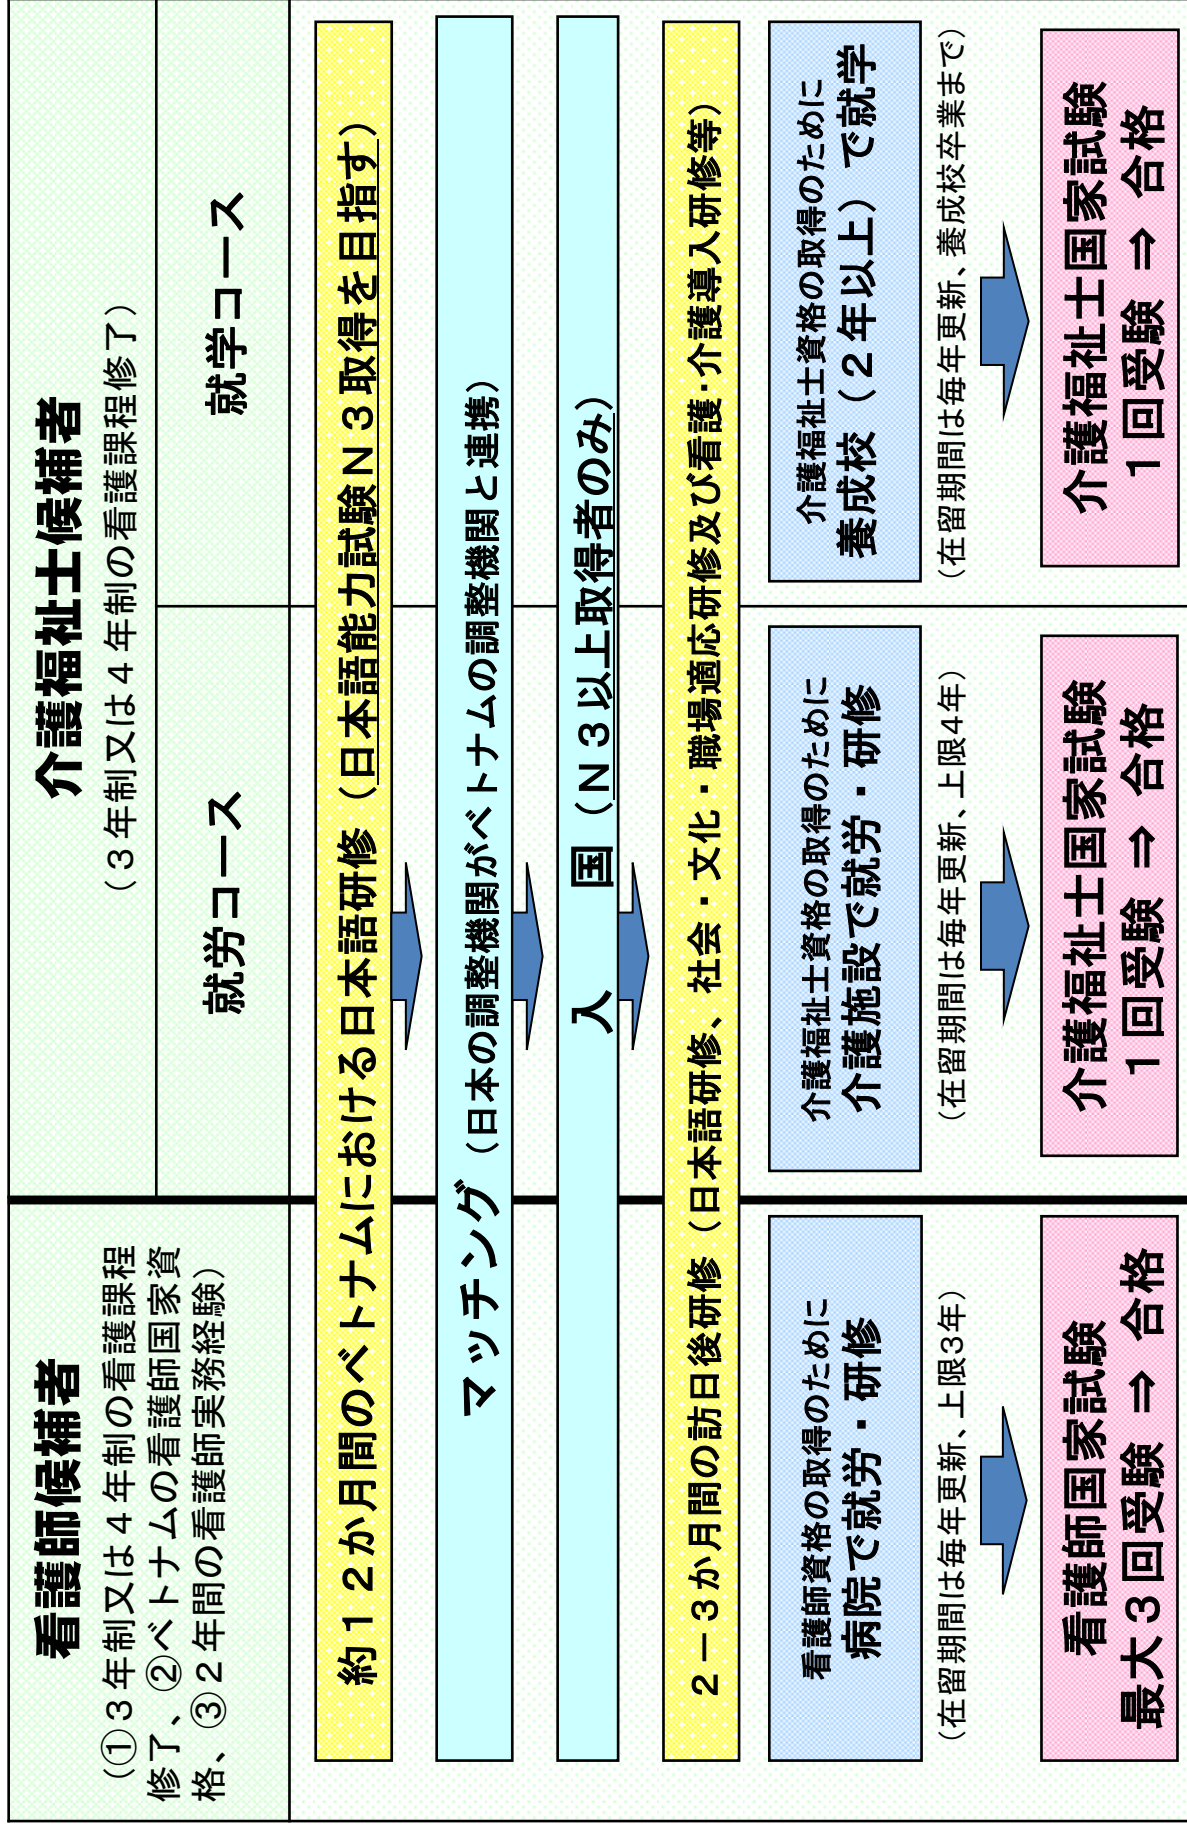 看護師候補者
（①３年制又は４年制の看護課程
修了、②ベトナムの看護師国家資
格、③２年間の看護師実務経験）
介護福祉士候補者
（３年制又は４年制の看護課程修了）
就労コース
就学コース
約１２か月間のベトナムにおける日本語研修（日本語能力試験Ｎ３取得を目指す）
マッチング（日本の調整機関がベトナムの調整機関と連携）
入　国（Ｎ３以上取得者のみ）
２－３か月間の訪日後研修（日本語研修、社会・文化・職場適応研修及び看護・介護導入研修等）
看護師資格の取得のために
病院で就労・研修
（在留期間は毎年更新、上限3年）
看護師国家試験
最大３回受験 ⇒ 合格
介護福祉士資格の取得のために
介護施設で就労・研修
（在留期間は毎年更新、上限4年）
介護福祉士国家試験
１回受験 ⇒ 合格
介護福祉士資格の取得のために
養成校（２年以上）で就学
（在留期間は毎年更新、養成校卒業まで）
介護福祉士国家試験
１回受験 ⇒ 合格